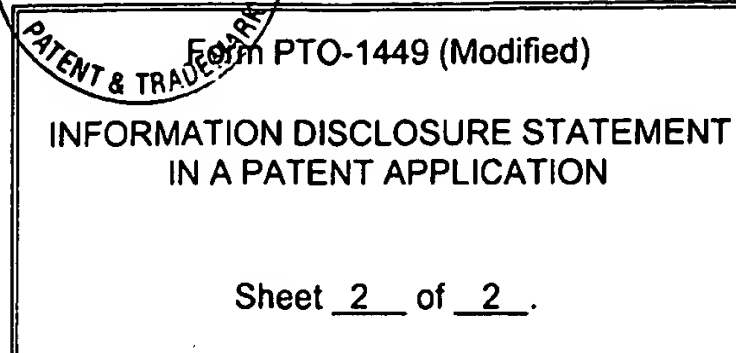 PATENT & TRADEMARK
Form PTO-1449 (Modified)
INFORMATION DISCLOSURE STATEMENT
IN A PATENT APPLICATION
Sheet 2 of 2.